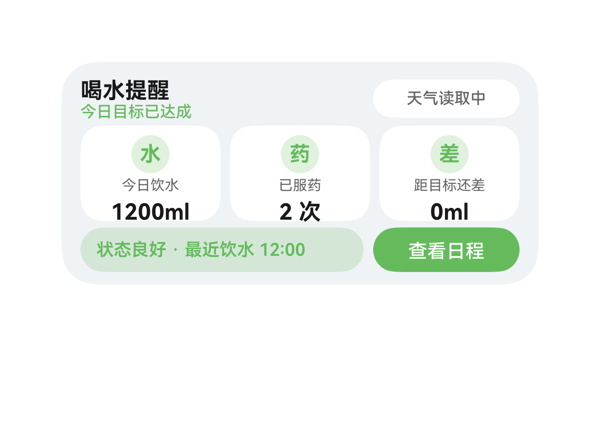 喝水提醒
今日目标已达成
天气读取中
水
今日饮水
1200ml
药
已服药
2 次
差
距目标还差
0ml
状态良好 · 最近饮水 12:00
查看日程